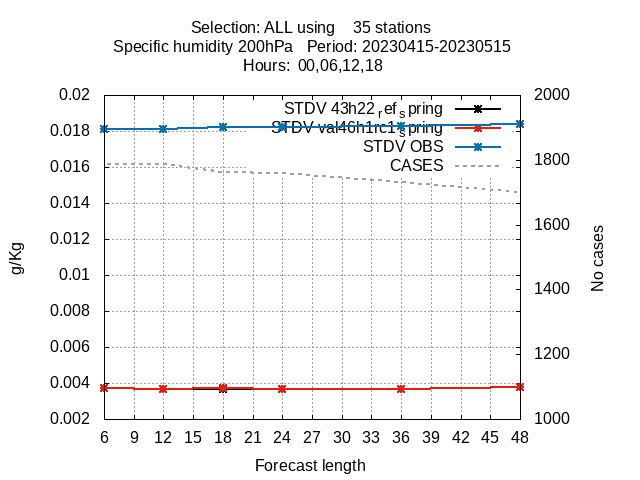 Selection: ALL using    35 stations
Specific humidity 200hPa   Period: 20230415-20230515
Hours: 00,06,12,18
0.02
2000
STDV 43h22_ref_spring
0.018
STDV val46h1rc1_spring
STDV OBS
0.016
CASES
1800
0.014
1600
0.012
g/Kg
No cases
0.01
1400
0.008
0.006
1200
0.004
0.002
1000
6 9 12 15 18 21 24 27 30 33 36 39 42 45 48
Forecast length